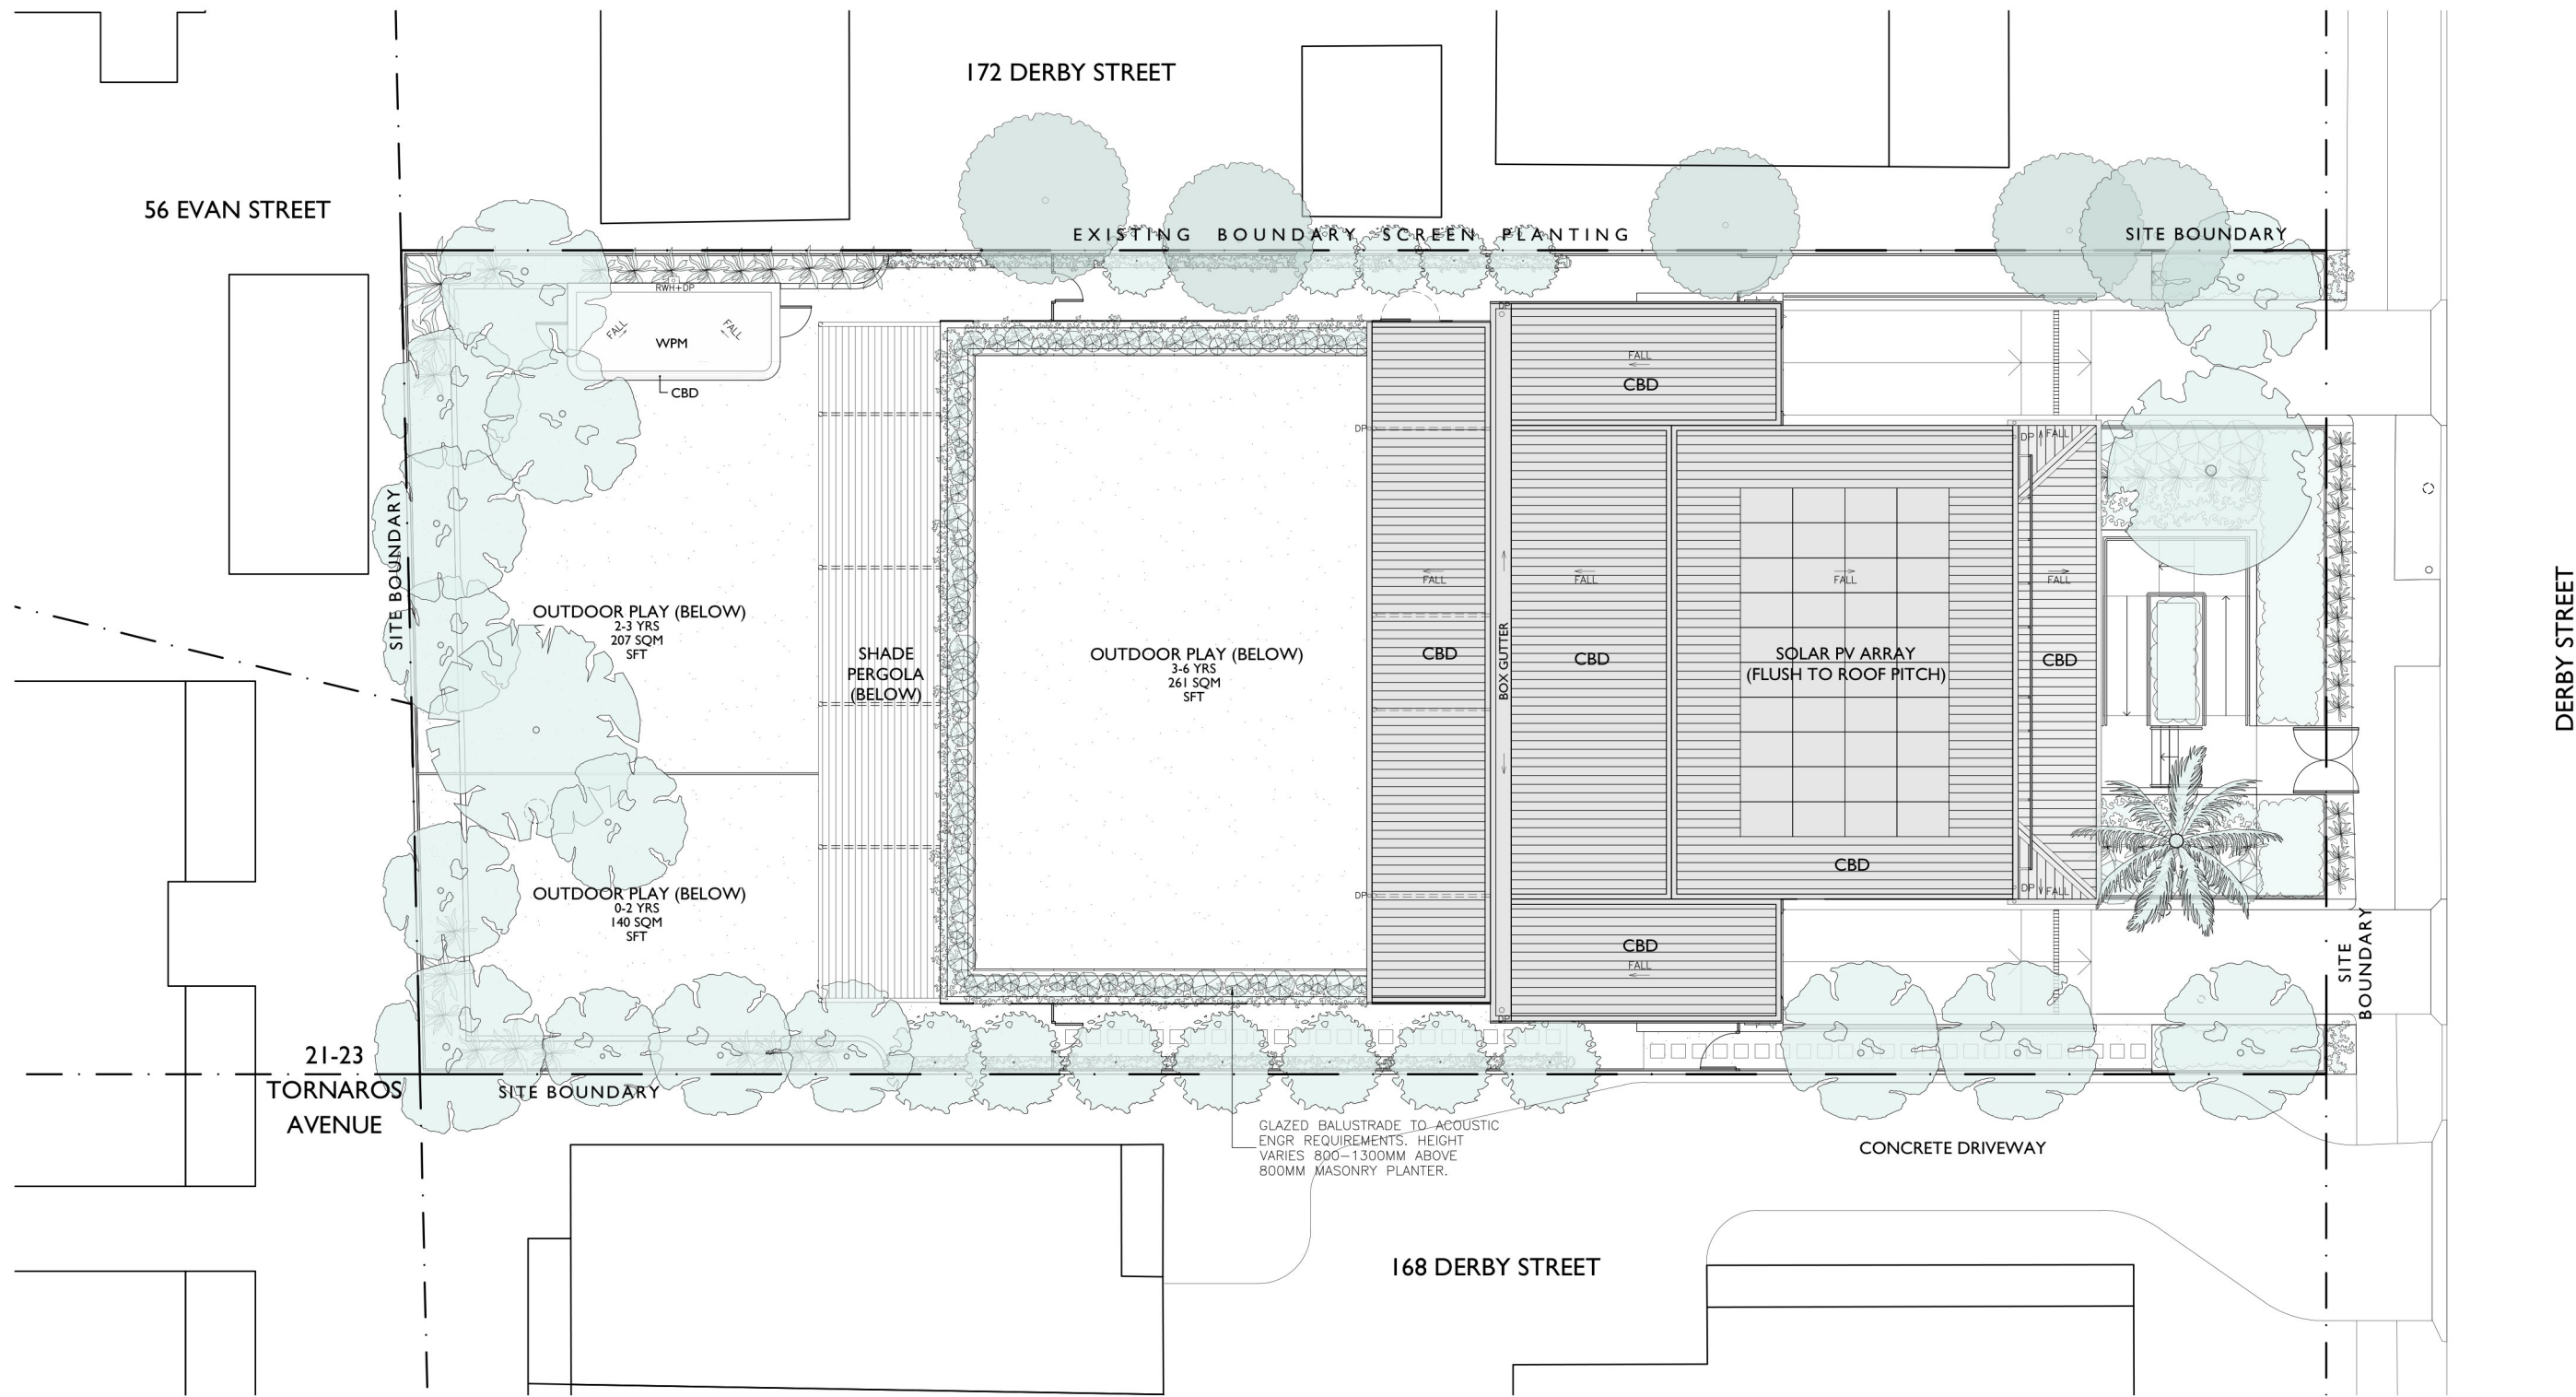 172 DERBY STREET
56 EVAN STREET
EXISTING BOUNDARY SCREEN PLANTING
SITE BOUNDARY
RWH+DP
FALL
FALL
WPM
CBD
DP
FALL
CBD
DP
DP
FALL
SITE BOUNDARY
OUTDOOR PLAY (BELOW)
2-3 YRS
207 SQM
SFT
SHADE
PERGOLA
(BELOW)
OUTDOOR PLAY (BELOW)
3-6 YRS
261 SQM
SFT
FALL
CBD
BOX GUTTER
FALL
CBD
FALL
SOLAR PV ARRAY
(FLUSH TO ROOF PITCH)
CBD
FALL
CBD
DERBY STREET
OUTDOOR PLAY (BELOW)
0-2 YRS
140 SQM
SFT
DP
CBD
FALL
DP
DP
FALL
SITE
BOUNDARY
21-23
TORNAROS
AVENUE
SITE BOUNDARY
GLAZED BALUSTRADE TO ACOUSTIC
ENGR REQUIREMENTS. HEIGHT
VARIES 800-1300MM ABOVE
800MM MASONRY PLANTER.
CONCRETE DRIVEWAY
168 DERBY STREET